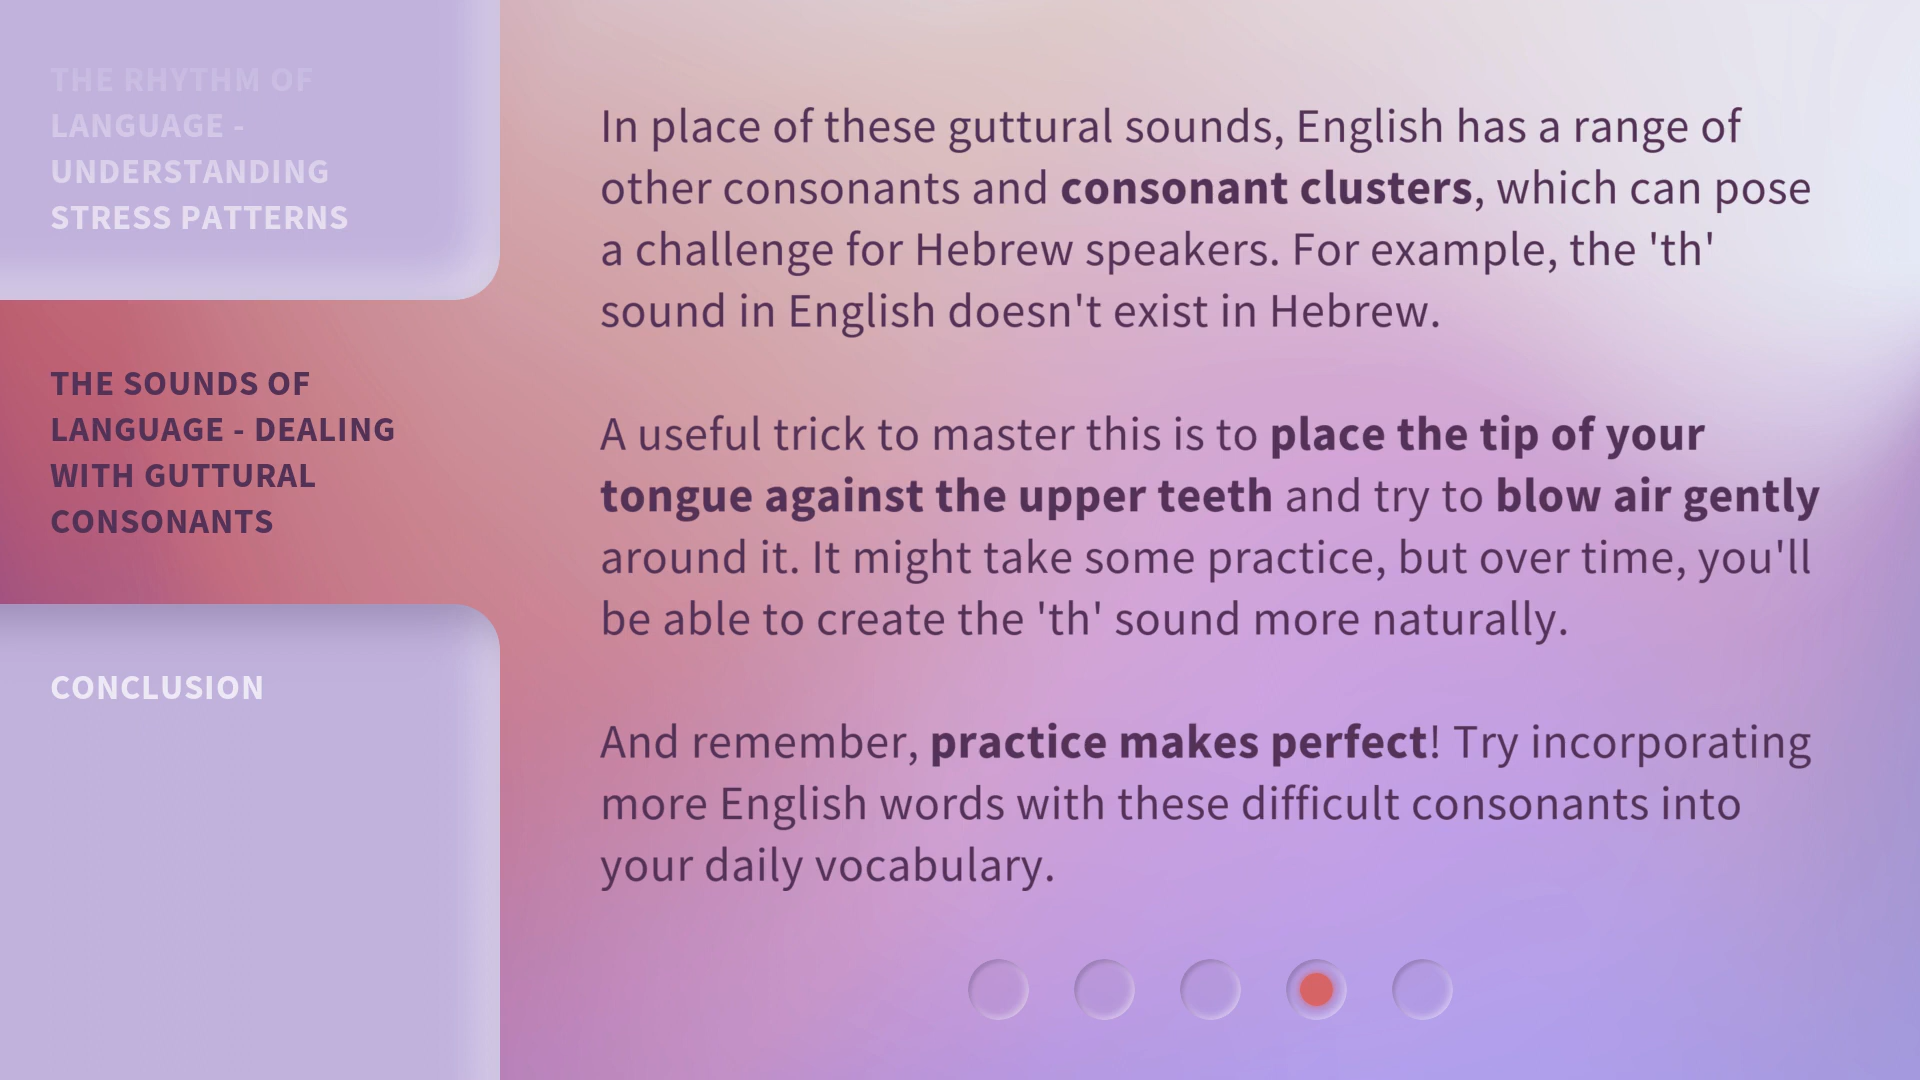 THE RHYTHM OF
LANGUAGE -
UNDERSTANDING
STRESS PATTERNS
THE SOUNDS OF
LANGUAGE - DEALING
WITH GUTTURAL
CONSONANTS
CONCLUSION
In place of these guttural sounds, English has a range of
other consonants and consonant clusters, which can pose
a challenge for Hebrew speakers. For example, the 'th'
sound in English doesn't exist in Hebrew.
A useful trick to master this is to place the tip of your
tongue against the upper teeth and try to blow air gently
around it. It might take some practice, but over time, you'll
be able to create the 'th' sound more naturally.
And remember, practice makes perfect! Try incorporating
more English words with these difficult consonants into
your daily vocabulary.